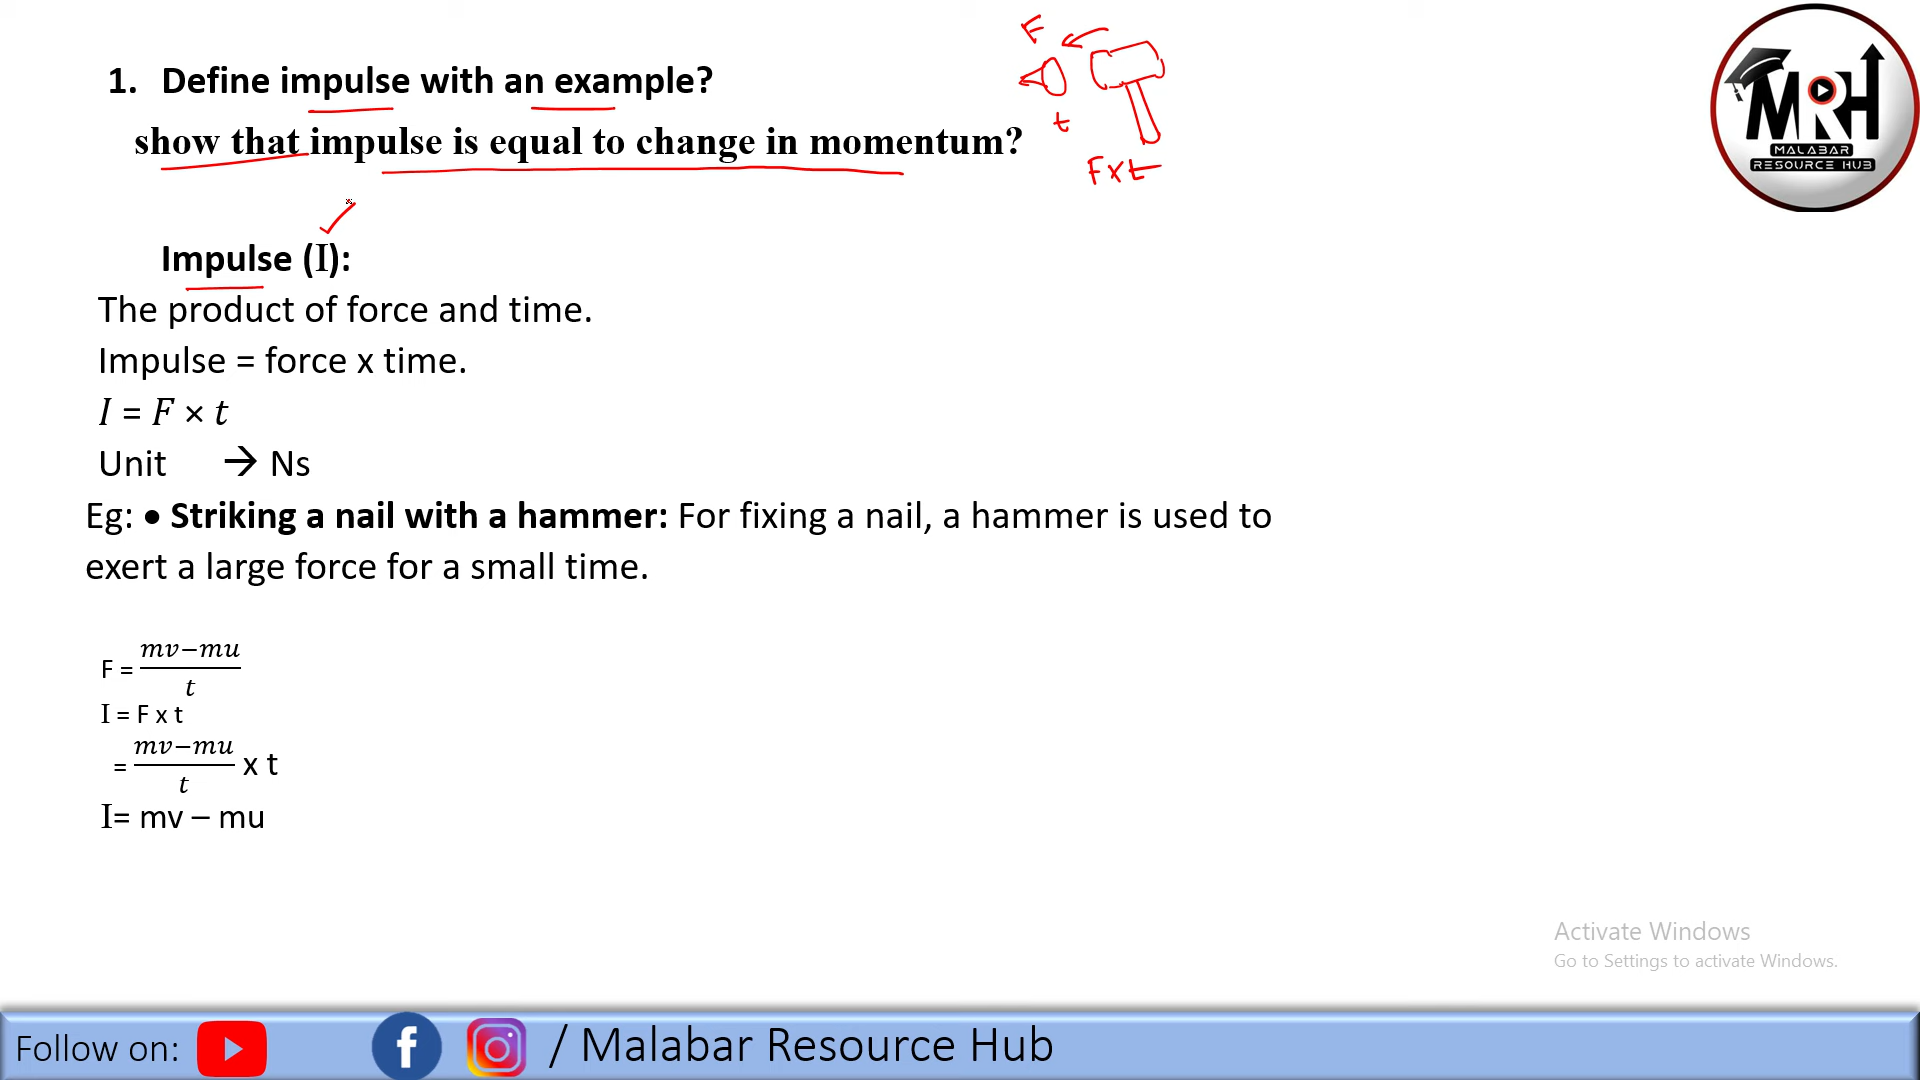 1. Define impulse with an example?
show that impulse is equal to change in momentum?
F
t
F x t
MRH
MALABAR
RESOURCE HUB
Impulse (I):
The product of force and time.
Impulse = force x time.
I = F × t
Unit → Ns
Eg: • Striking a nail with a hammer: For fixing a nail, a hammer is used to
exert a large force for a small time.
F = mv−mu / t
I = F x t
= mv−mu / t x t
I= mv – mu
Activate Windows
Go to Settings to activate Windows.
Follow on: / Malabar Resource Hub